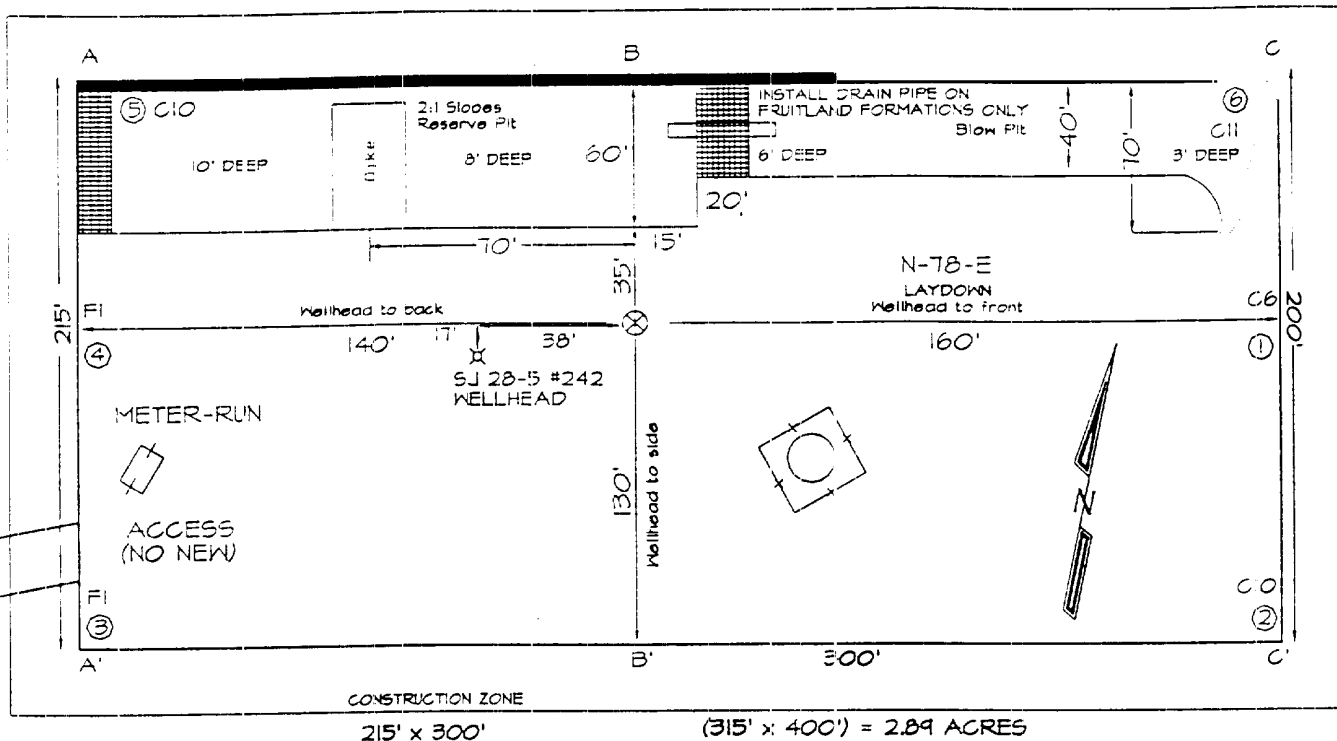 A
B
C
⑤ C10
2:1 Slopes
Reserve Pit
INSTALL DRAIN PIPE ON
FRUITLAND FORMATIONS ONLY
Blow Pit
⑥
C11
10' DEEP
Dike
8' DEEP
60'
6' DEEP
40'
70'
3' DEEP
20'
70'
15'
35'
N-78-E
LAYDOWN
Wellhead to front
F1
Wellhead to back
C6
215'
200'
④
140'
17'
38'
160'
①
SJ 28-5 #242
WELLHEAD
METER-RUN
130'
Wellhead to side
N
ACCESS
(NO NEW)
F1
③
C10
②
A'
B'
300'
C'
CONSTRUCTION ZONE
215' x 300'
(315' x 400') = 2.89 ACRES